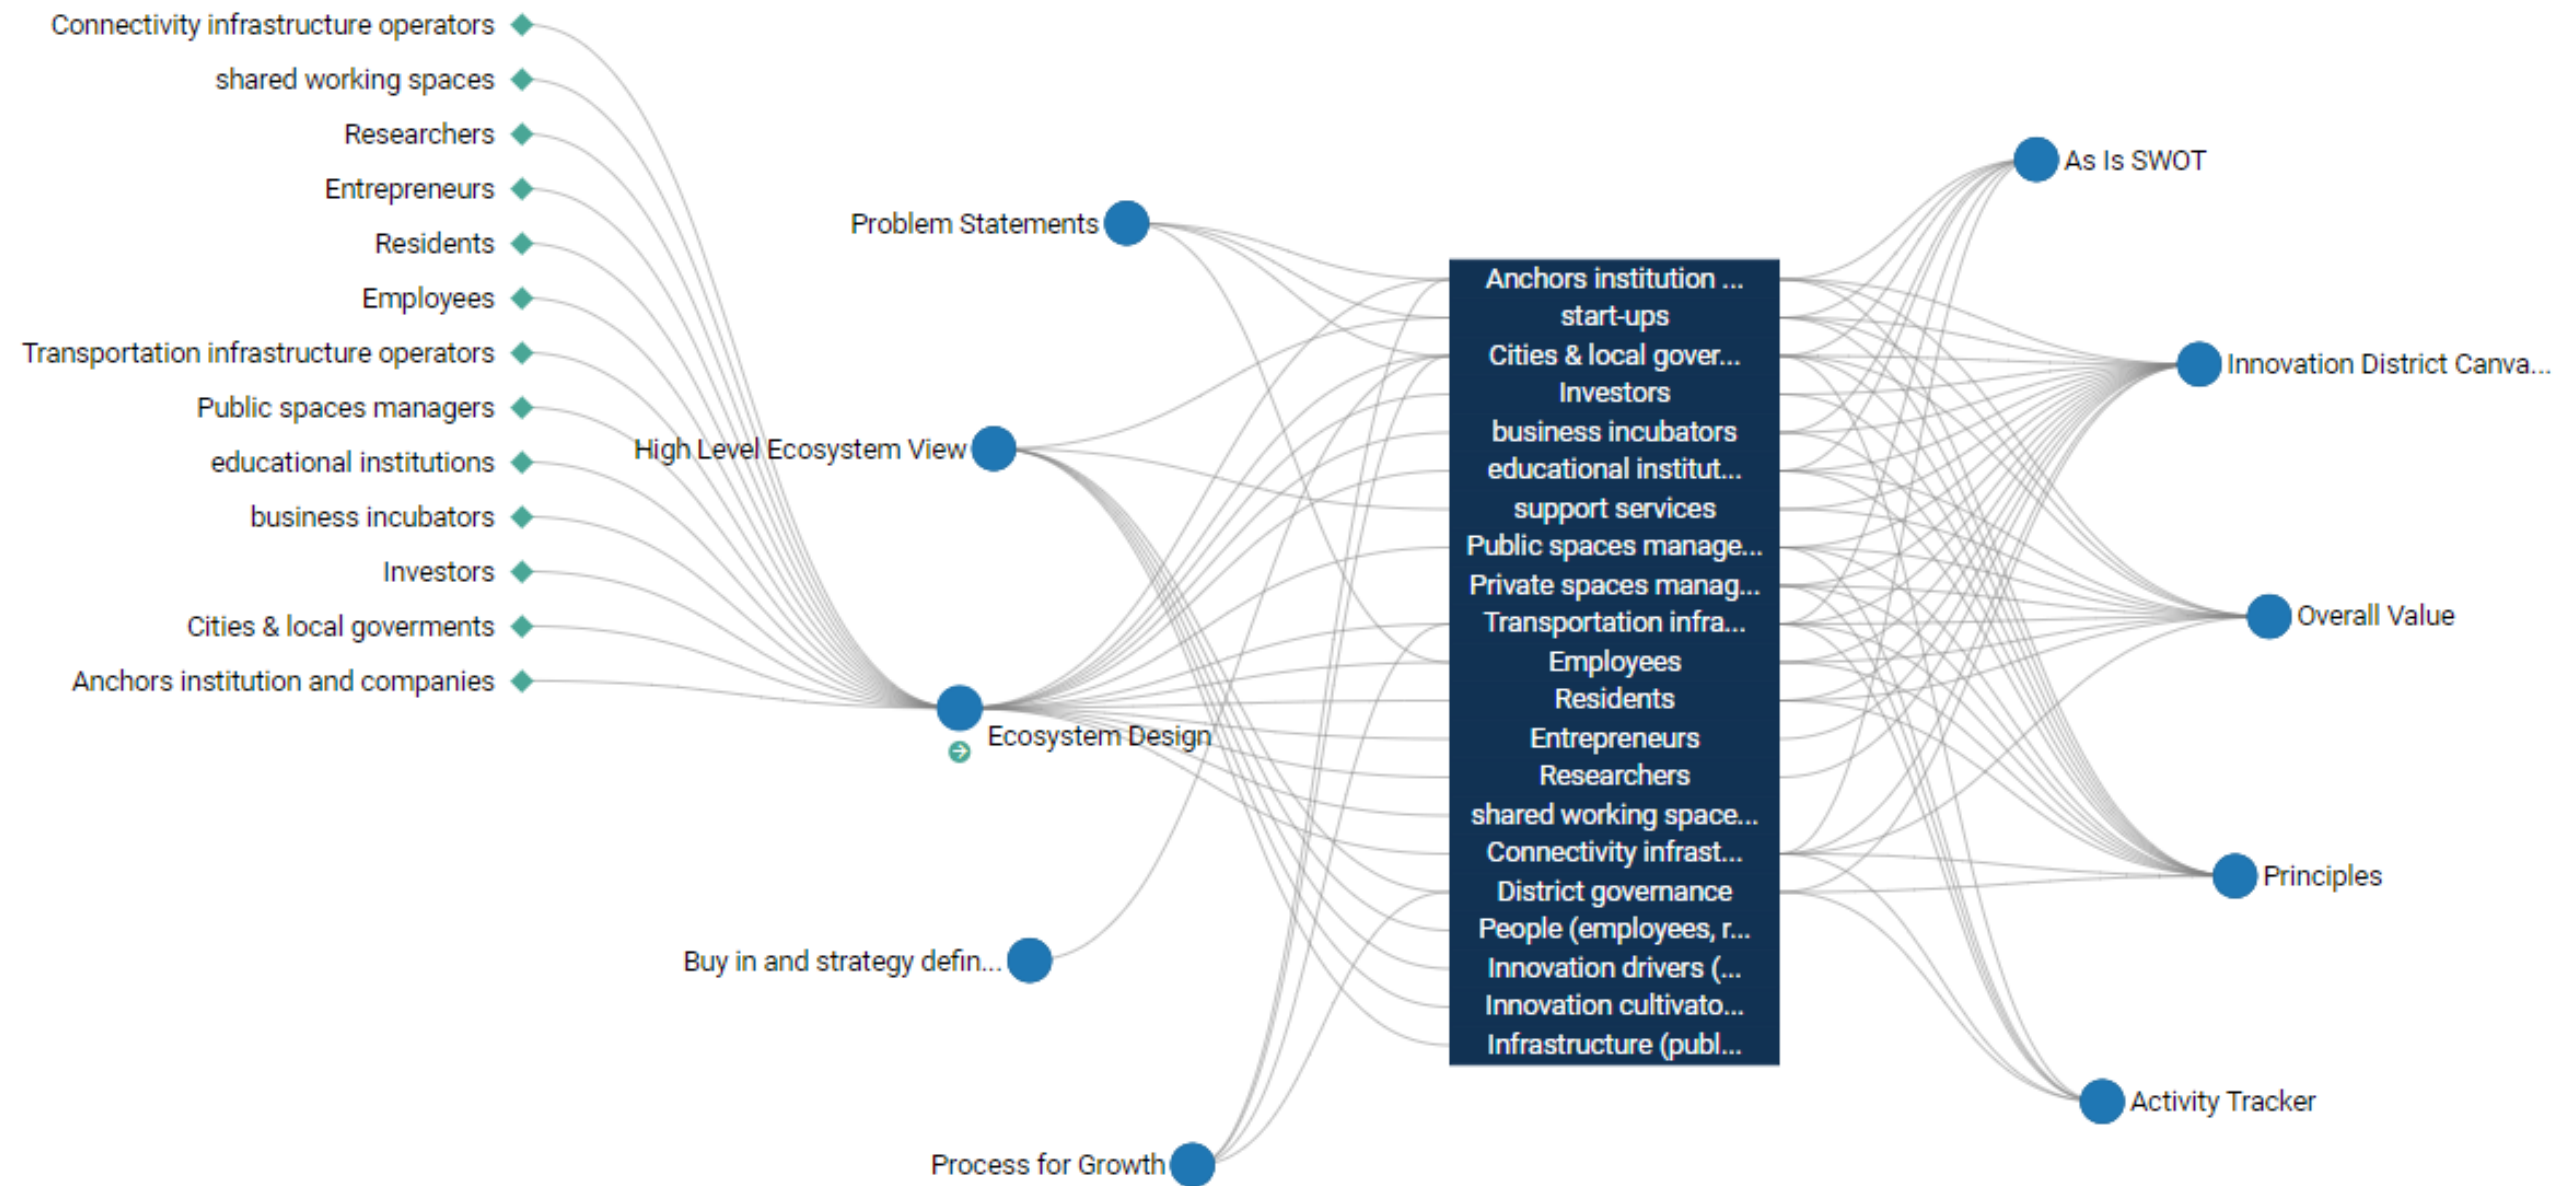 Connectivity infrastructure operators
shared working spaces
Researchers
Entrepreneurs
Residents
Employees
Transportation infrastructure operators
Public spaces managers
educational institutions
business incubators
Investors
Cities & local goverments
Anchors institution and companies
Problem Statements
High Level Ecosystem View
Ecosystem Design
Buy in and strategy defin...
Process for Growth
Anchors institution ...
start-ups
Cities & local gover...
Investors
business incubators
educational institut...
support services
Public spaces manage...
Private spaces manag...
Transportation infra...
Employees
Residents
Entrepreneurs
Researchers
shared working space...
Connectivity infrast...
District governance
People (employees, r...
Innovation drivers (...
Innovation cultivato...
Infrastructure (publ...
As Is SWOT
Innovation District Canva...
Overall Value
Principles
Activity Tracker